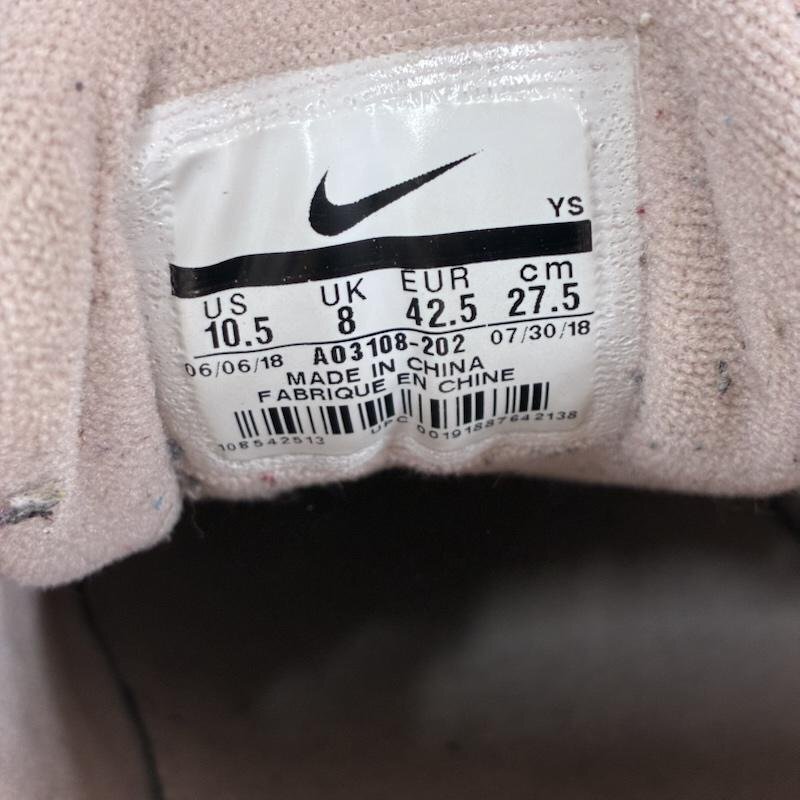 YS
US UK EUR cm
10.5 8 42.5 27.5
06/06/18 AO3108-202 07/30/18
MADE IN CHINA
FABRIQUE EN CHINE
108542513 UPC 00191887642138